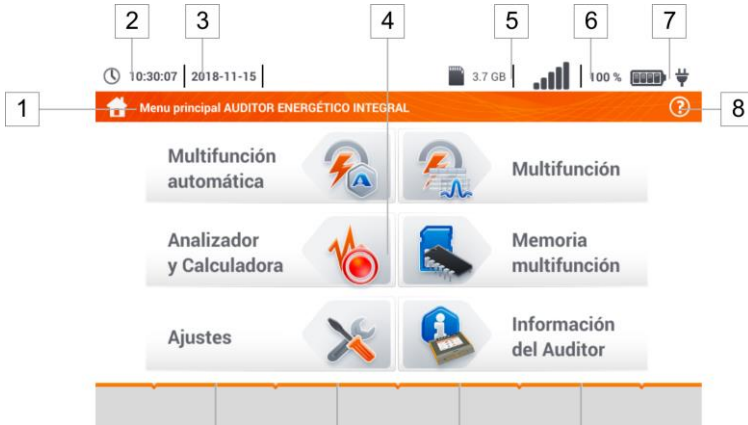 2
3
4
5
6
7
10:30:07 2018-11-15 3.7 GB 100 %
1
Menu principal AUDITOR ENERGÉTICO INTEGRAL
?
8
Multifunción
automática
Multifunción
Analizador
y Calculadora
Memoria
multifunción
Ajustes
Información
del Auditor